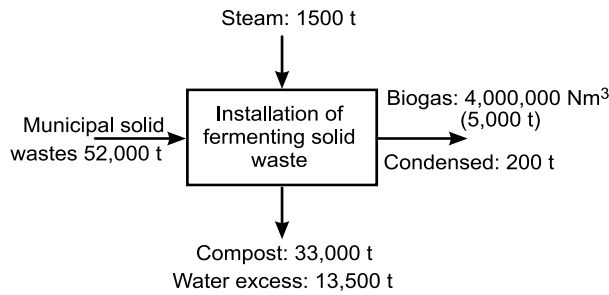 Steam: 1500 t
Municipal solid
wastes 52,000 t
Installation of
fermenting solid
waste
Biogas: 4,000,000 Nm³
(5,000 t)
Condensed: 200 t
Compost: 33,000 t
Water excess: 13,500 t